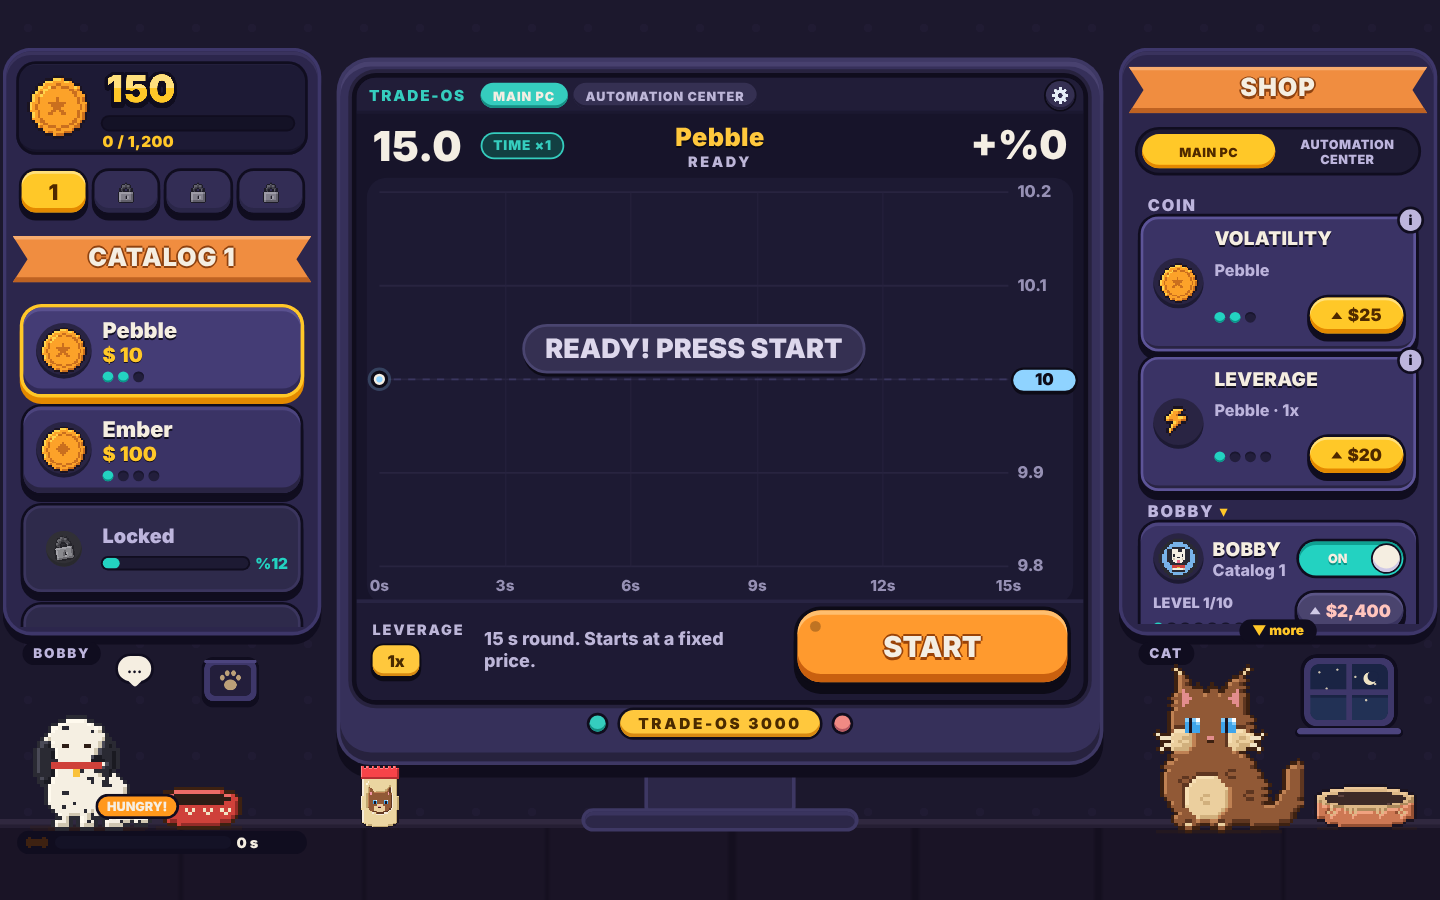 150
0 / 1,200
1
CATALOG 1
Pebble
$ 10
Ember
$ 100
Locked
%12
BOBBY
...
HUNGRY!
0 s
TRADE-OS
MAIN PC
AUTOMATION CENTER
15.0
TIME ×1
Pebble
READY
+%0
10.2
10.1
READY! PRESS START
10
9.9
9.8
0s 3s 6s 9s 12s 15s
LEVERAGE
1x
15 s round. Starts at a fixed
price.
START
TRADE-OS 3000
SHOP
MAIN PC
AUTOMATION
CENTER
COIN
i
VOLATILITY
Pebble
$25
i
LEVERAGE
Pebble · 1x
$20
BOBBY
BOBBY
Catalog 1
ON
LEVEL 1/10
$2,400
more
CAT